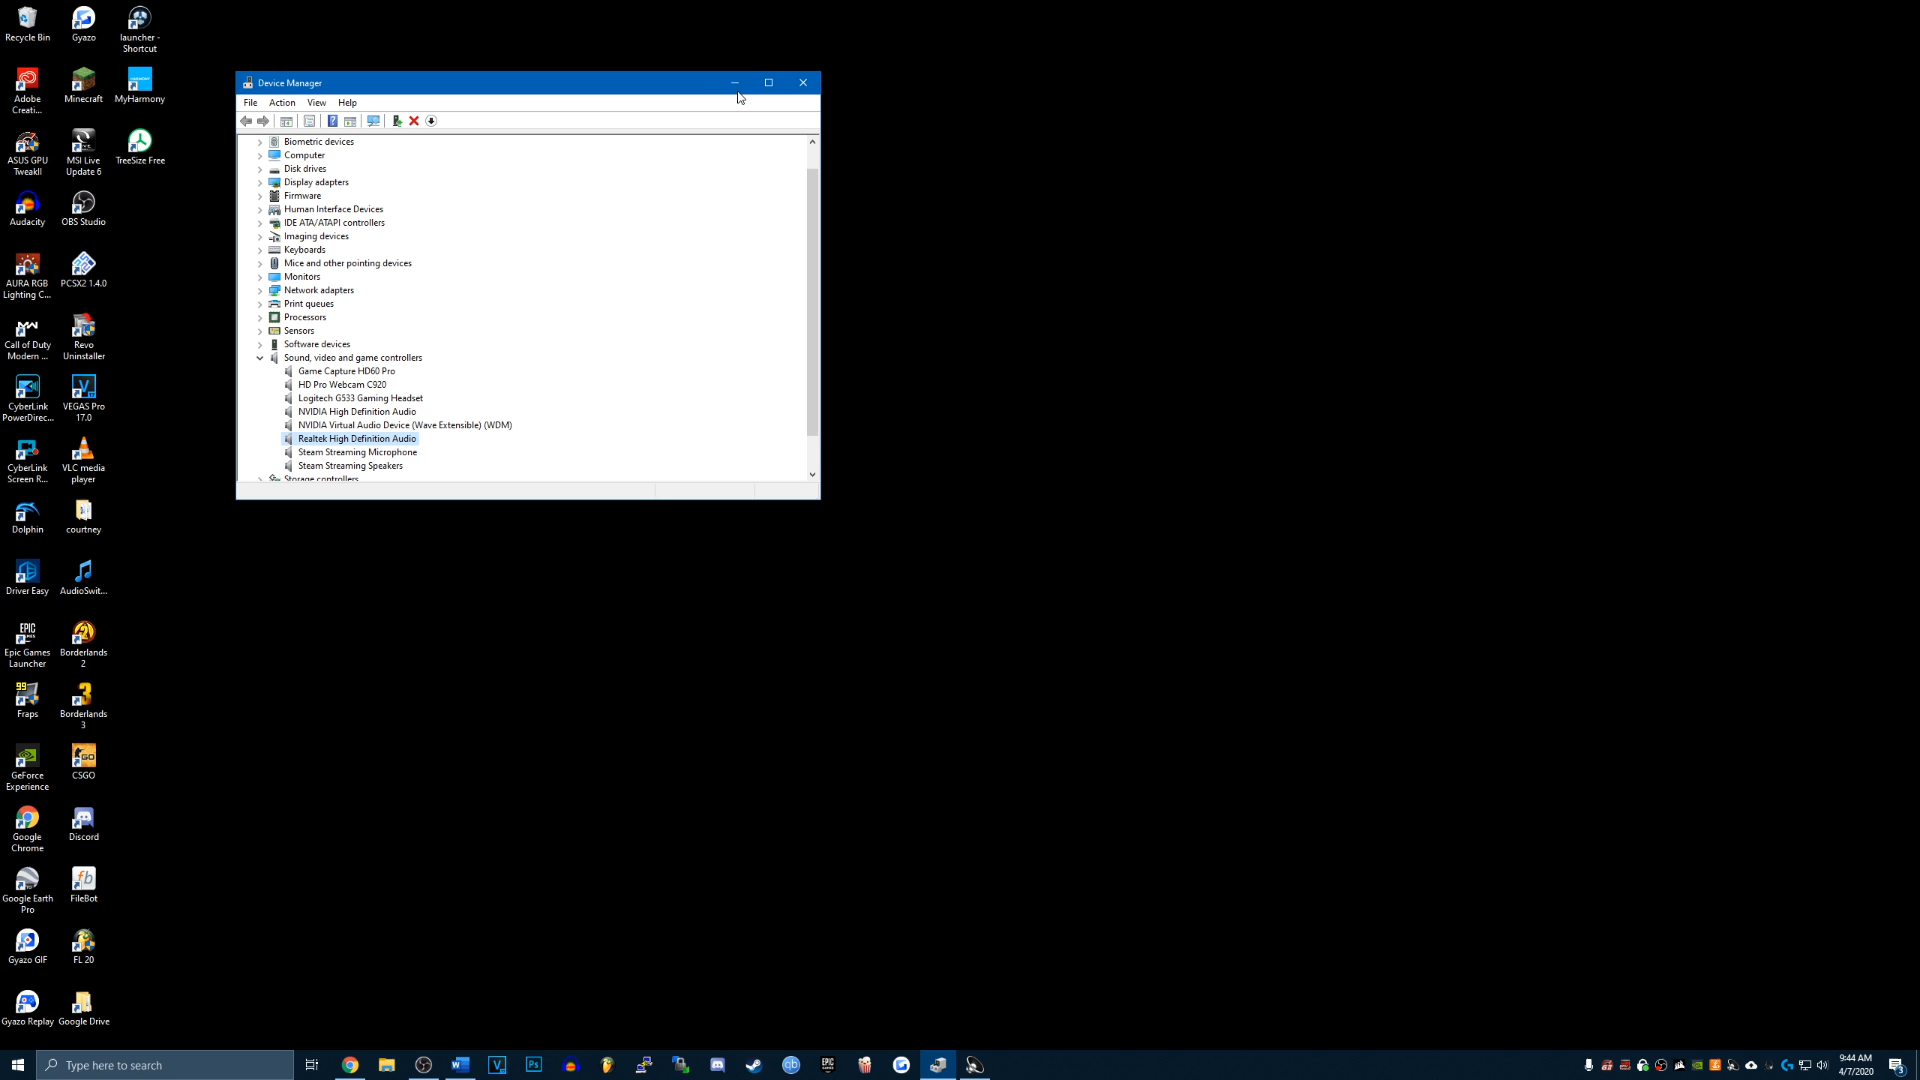 Recycle Bin
Gyazo
launcher -
Shortcut
Adobe
Creati...
Minecraft
MyHarmony
ASUS GPU
TweakII
MSI Live
Update 6
TreeSize Free
Audacity
OBS Studio
AURA RGB
Lighting C...
PCSX2 1.4.0
Call of Duty
Modern ...
Revo
Uninstaller
CyberLink
PowerDirec...
VEGAS Pro
17.0
CyberLink
Screen R...
VLC media
player
Dolphin
courtney
Driver Easy
AudioSwit...
EPIC
GAMES
Epic Games
Launcher
Borderlands
2
99
Fraps
Borderlands
3
GeForce
Experience
CSGO
Google
Chrome
Discord
Google Earth
Pro
FileBot
Gyazo GIF
FL 20
Gyazo Replay
Google Drive
Device Manager
File Action View Help
Biometric devices
Computer
Disk drives
Display adapters
Firmware
Human Interface Devices
IDE ATA/ATAPI controllers
Imaging devices
Keyboards
Mice and other pointing devices
Monitors
Network adapters
Print queues
Processors
Sensors
Software devices
Sound, video and game controllers
Game Capture HD60 Pro
HD Pro Webcam C920
Logitech G533 Gaming Headset
NVIDIA High Definition Audio
NVIDIA Virtual Audio Device (Wave Extensible) (WDM)
Realtek High Definition Audio
Steam Streaming Microphone
Steam Streaming Speakers
Storage controllers
Type here to search
9:44 AM
4/7/2020
3